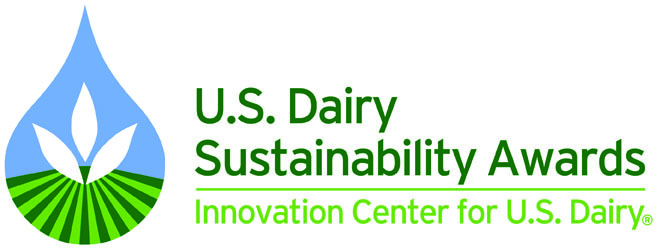 U.S. Dairy
Sustainability Awards
Innovation Center for U.S. Dairy®